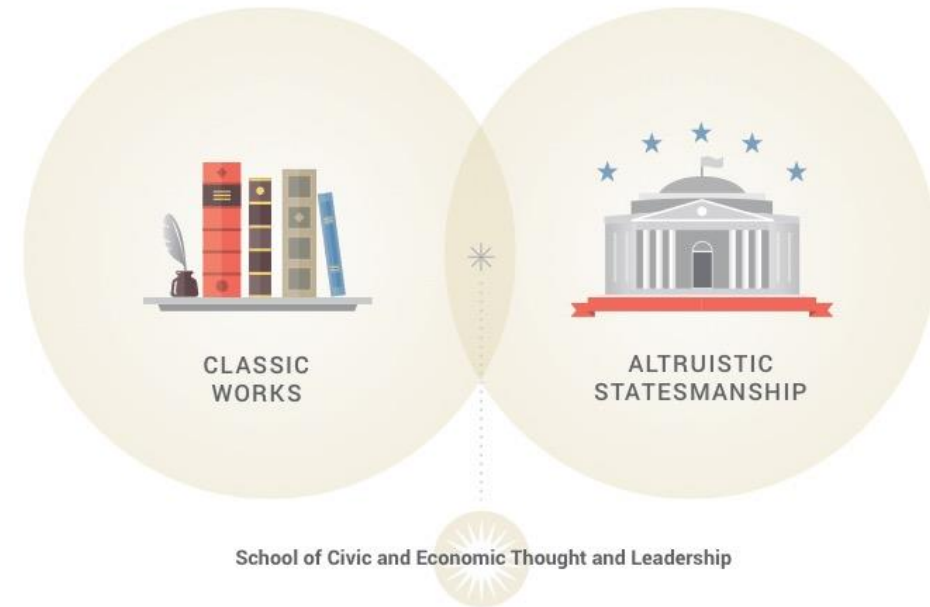 CLASSIC
WORKS
ALTRUISTIC
STATESMANSHIP
School of Civic and Economic Thought and Leadership